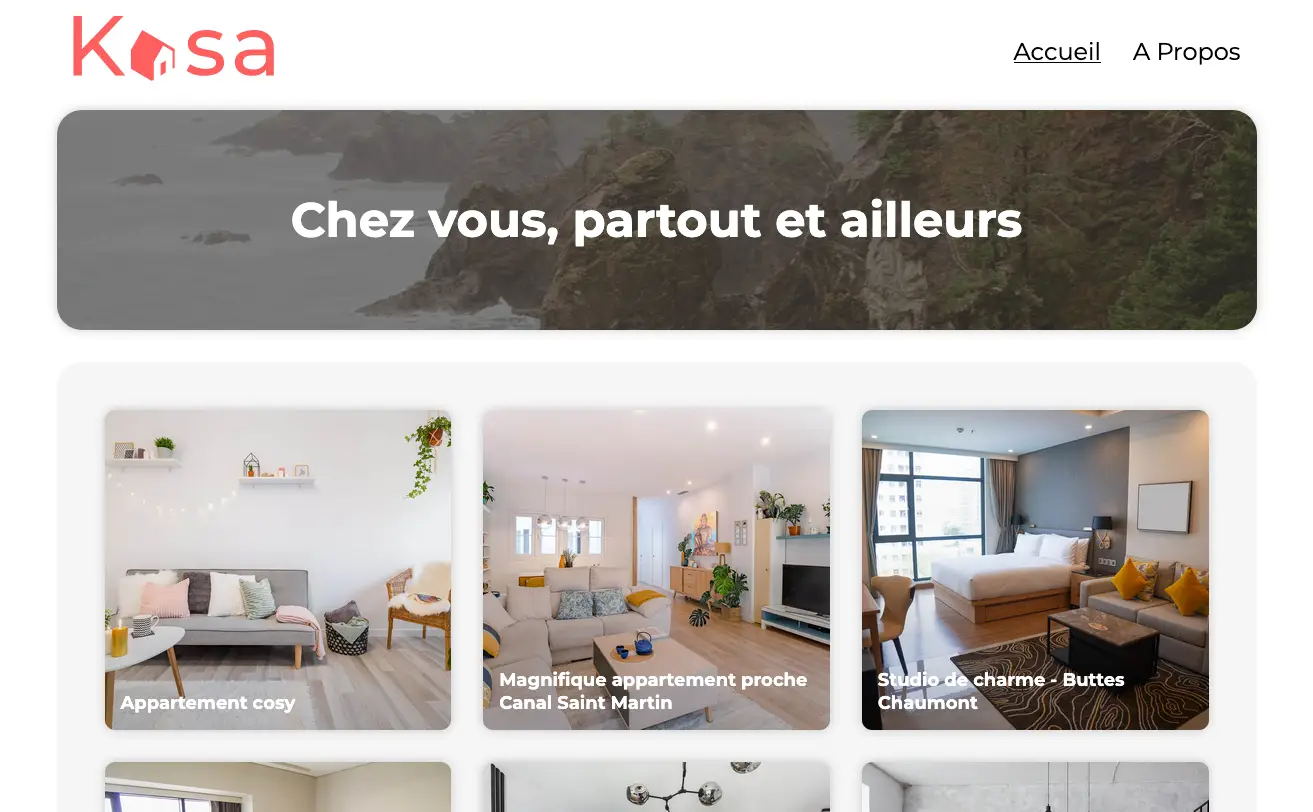 Kasa
Accueil
A Propos
Chez vous, partout et ailleurs
Appartement cosy
Magnifique appartement proche
Canal Saint Martin
Studio de charme - Buttes
Chaumont